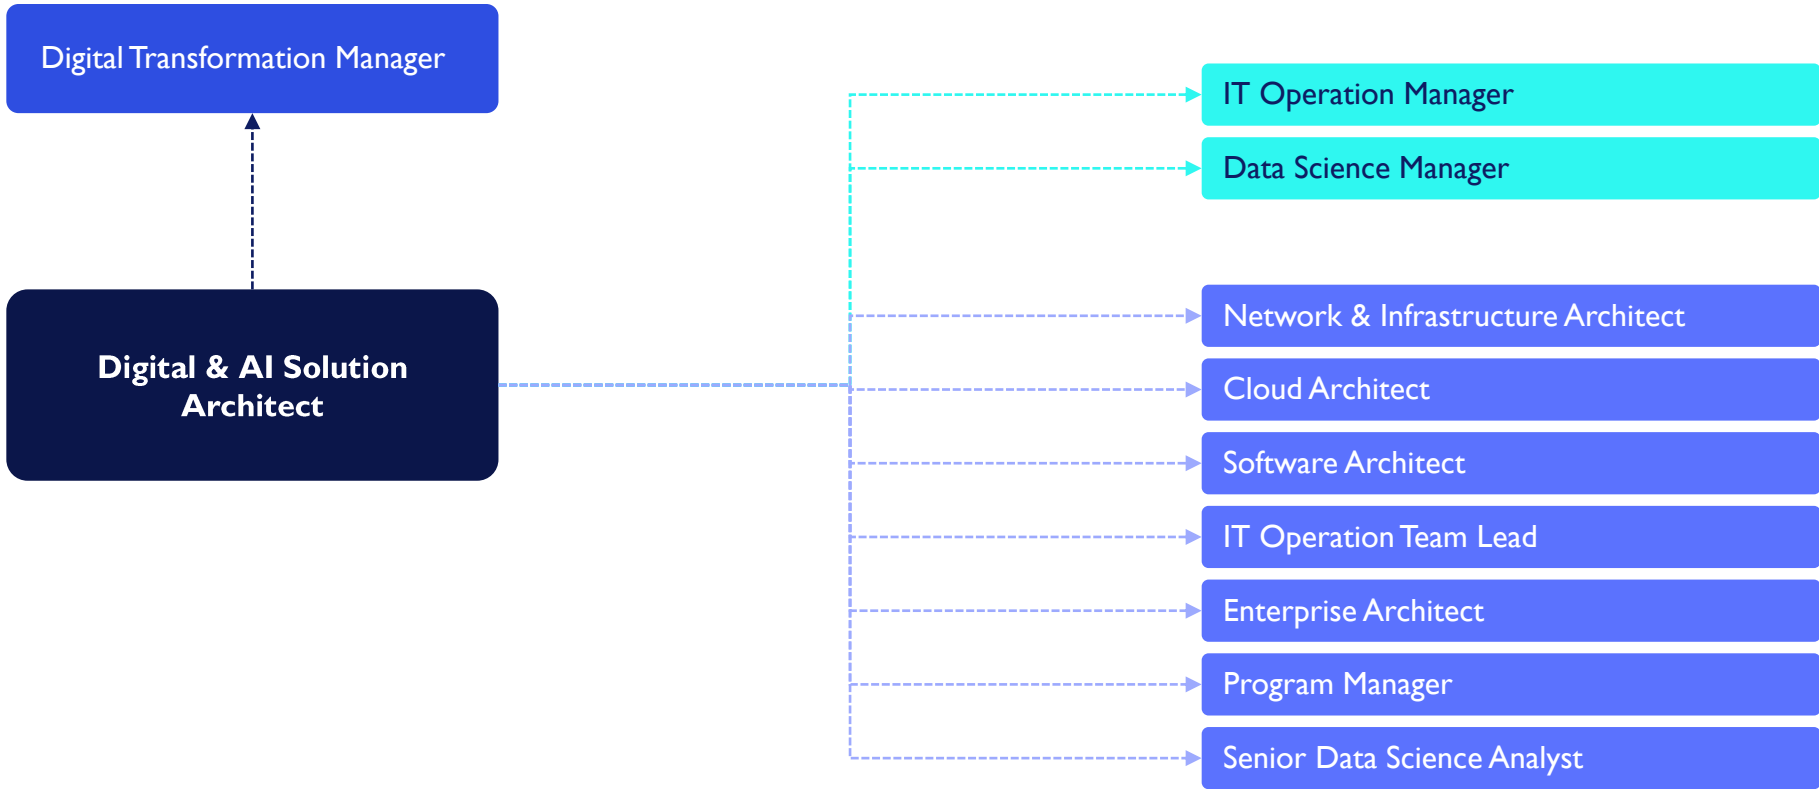 Digital Transformation Manager
IT Operation Manager
Data Science Manager
Digital & AI Solution
Architect
Network & Infrastructure Architect
Cloud Architect
Software Architect
IT Operation Team Lead
Enterprise Architect
Program Manager
Senior Data Science Analyst